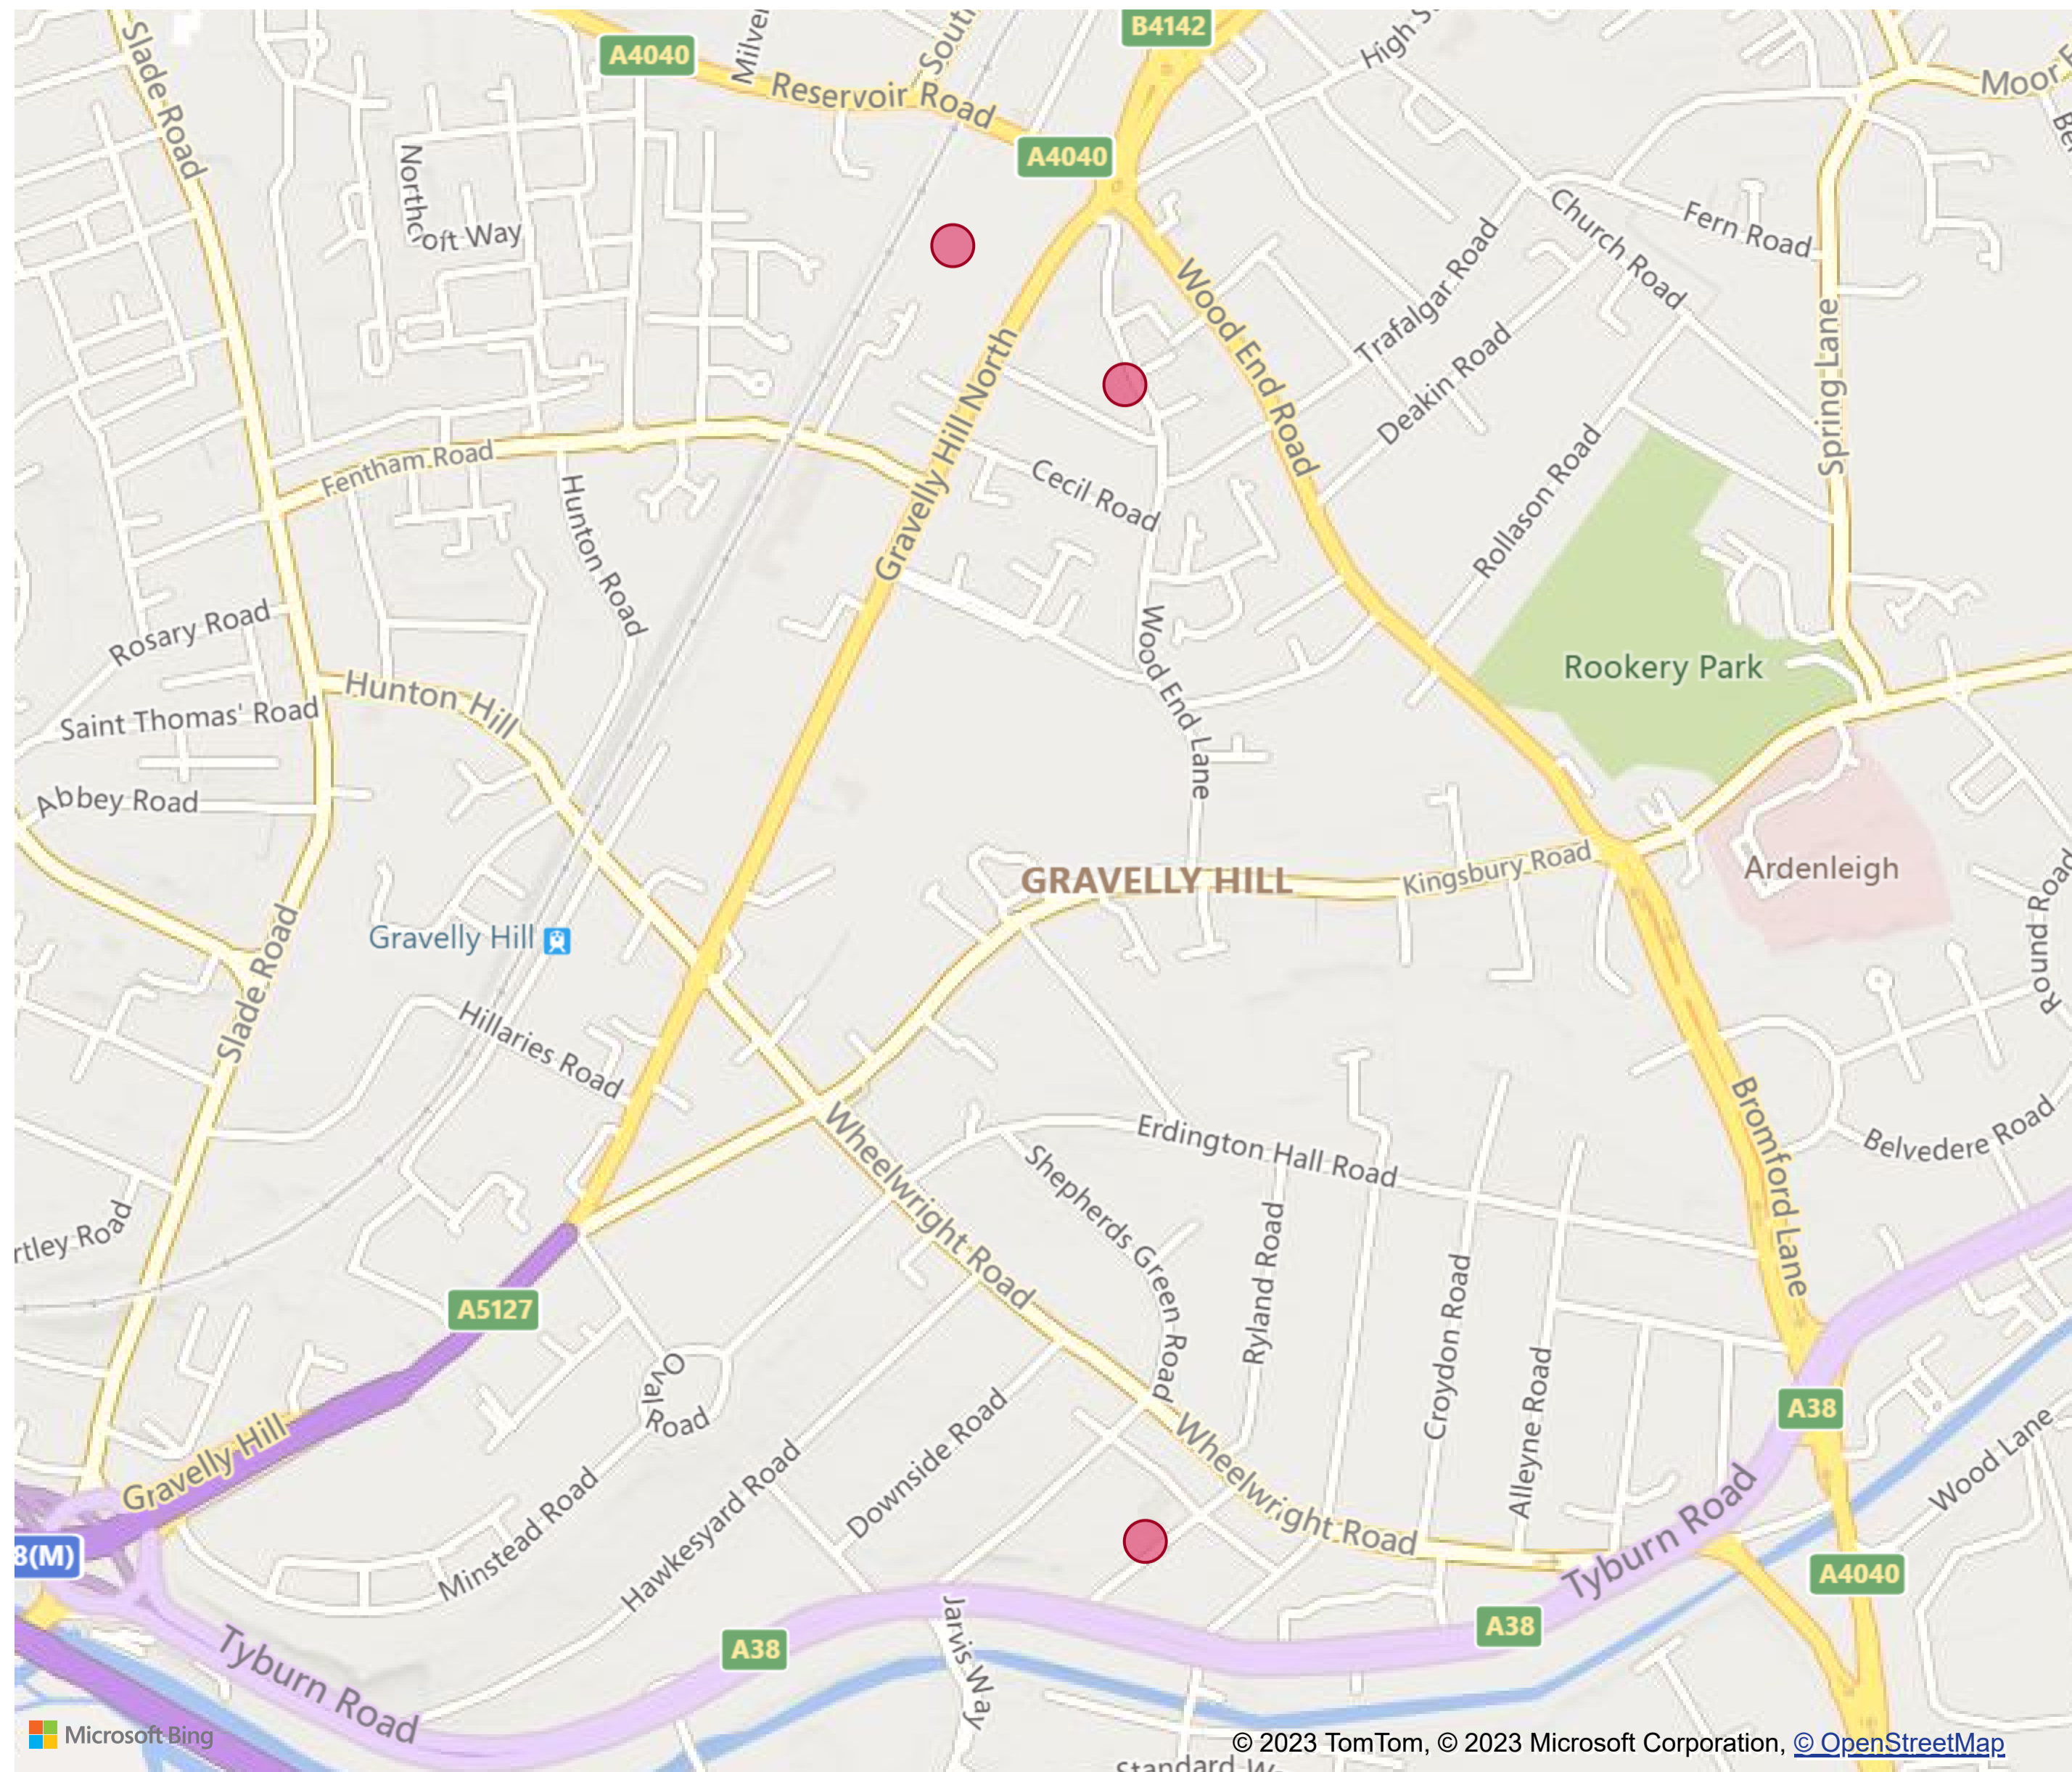 B4142
A4040
Slade Road
Reservoir Road
Moor
A4040
Church Road
Fern Road
Northcroft Way
Trafalgar Road
Wood End Road
Deakin Road
Spring Lane
Gravelly Hill North
Fentham Road
Cecil Road
Hunton Road
Rollason Road
Rosary Road
Wood End Lane
Rookery Park
Hunton Hill
Saint Thomas' Road
Abbey Road
GRAVELLY HILL
Kingsbury Road
Ardenleigh
Gravelly Hill
Round Road
Slade Road
Hillaries Road
Wheelwright Road
Erdington Hall Road
Bromford Lane
Belvedere Road
Shepherds Green Road
rtley Road
Ryland Road
A5127
Croydon Road
Oval Road
Alleyne Road
A38
Gravelly Hill
Downside Road
Wheelwright Road
Wood Lane
Minstead Road
Hawkesyard Road
8(M)
Tyburn Road
A4040
Jarvis Way
A38
A38
Tyburn Road
Microsoft Bing
© 2023 TomTom, © 2023 Microsoft Corporation, © OpenStreetMap